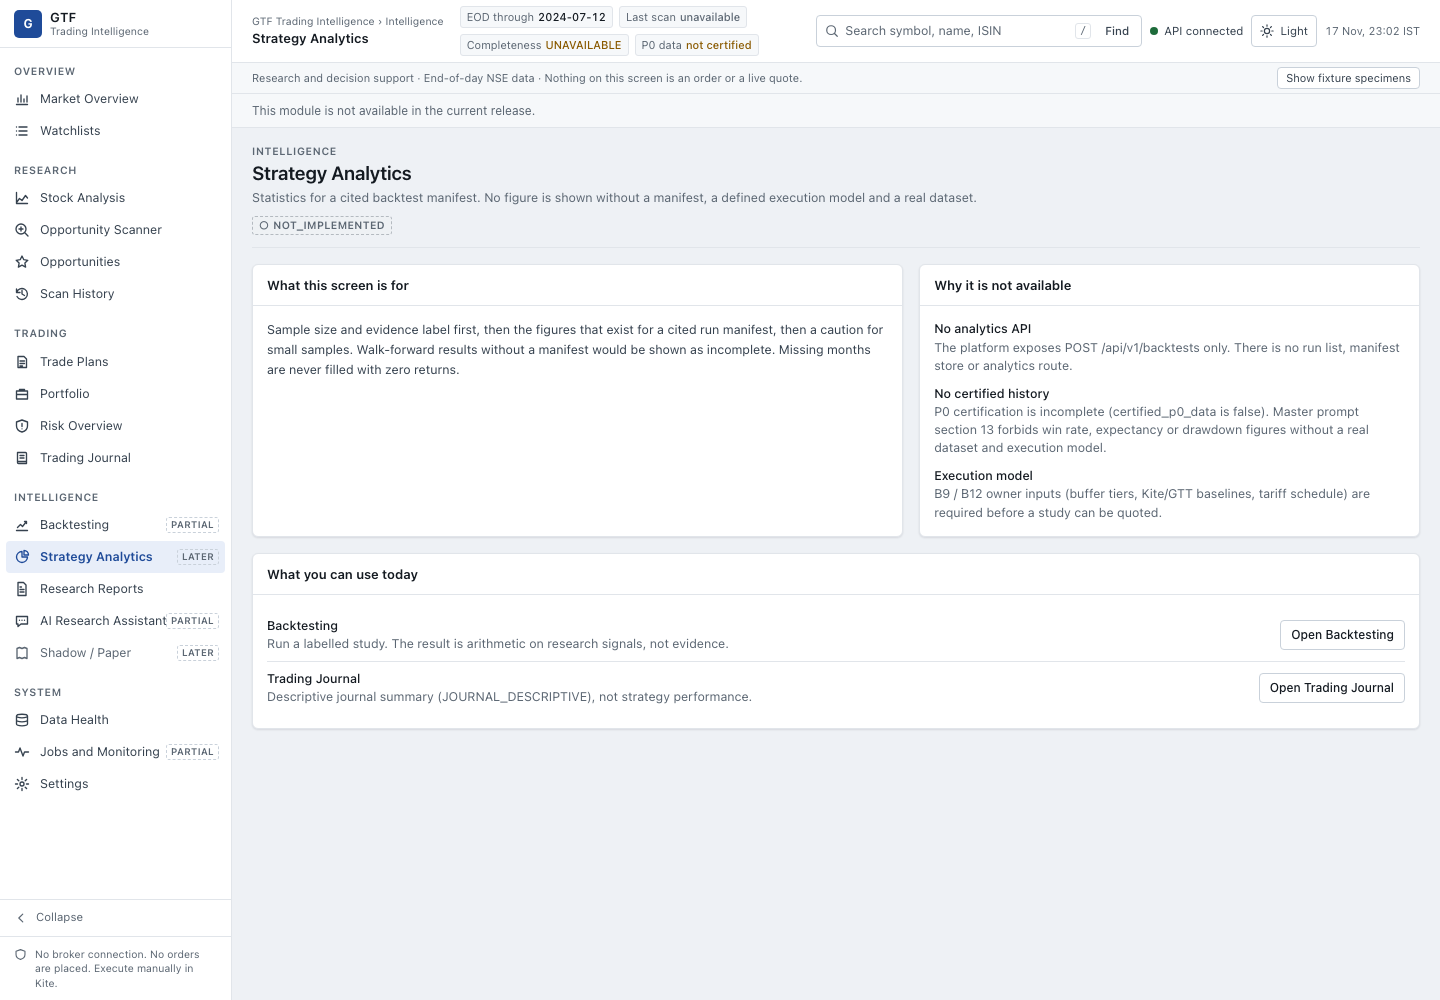 G
GTF
Trading Intelligence
OVERVIEW
Market Overview
Watchlists
RESEARCH
Stock Analysis
Opportunity Scanner
Opportunities
Scan History
TRADING
Trade Plans
Portfolio
Risk Overview
Trading Journal
INTELLIGENCE
Backtesting PARTIAL
Strategy Analytics LATER
Research Reports
AI Research Assistant PARTIAL
Shadow / Paper LATER
SYSTEM
Data Health
Jobs and Monitoring PARTIAL
Settings
Collapse
No broker connection. No orders
are placed. Execute manually in
Kite.
GTF Trading Intelligence › Intelligence
Strategy Analytics
EOD through 2024-07-12 Last scan unavailable
Completeness UNAVAILABLE P0 data not certified
Search symbol, name, ISIN / Find
API connected
Light
17 Nov, 23:02 IST
Research and decision support · End-of-day NSE data · Nothing on this screen is an order or a live quote.
Show fixture specimens
This module is not available in the current release.
INTELLIGENCE
Strategy Analytics
Statistics for a cited backtest manifest. No figure is shown without a manifest, a defined execution model and a real dataset.
NOT_IMPLEMENTED
What this screen is for
Sample size and evidence label first, then the figures that exist for a cited run manifest, then a caution for
small samples. Walk-forward results without a manifest would be shown as incomplete. Missing months
are never filled with zero returns.
Why it is not available
No analytics API
The platform exposes POST /api/v1/backtests only. There is no run list, manifest
store or analytics route.
No certified history
P0 certification is incomplete (certified_p0_data is false). Master prompt
section 13 forbids win rate, expectancy or drawdown figures without a real
dataset and execution model.
Execution model
B9 / B12 owner inputs (buffer tiers, Kite/GTT baselines, tariff schedule) are
required before a study can be quoted.
What you can use today
Backtesting
Run a labelled study. The result is arithmetic on research signals, not evidence.
Open Backtesting
Trading Journal
Descriptive journal summary (JOURNAL_DESCRIPTIVE), not strategy performance.
Open Trading Journal